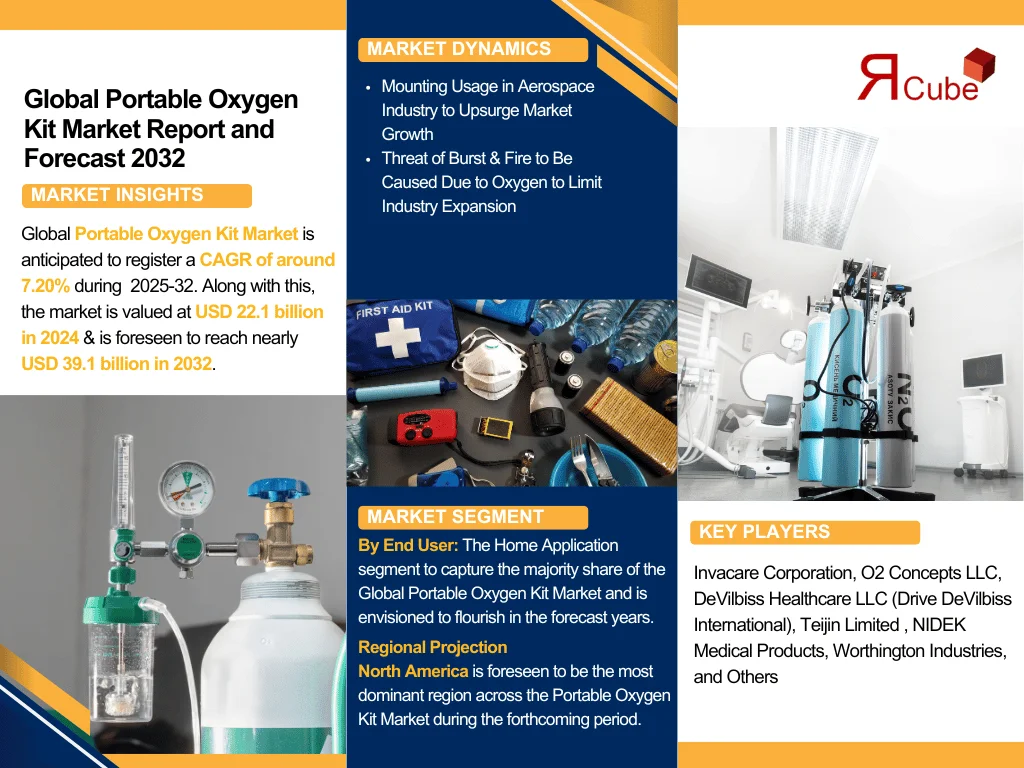 Global Portable Oxygen
Kit Market Report and
Forecast 2032
MARKET INSIGHTS
Global Portable Oxygen Kit Market is
anticipated to register a CAGR of around
7.20% during 2025-32. Along with this,
the market is valued at USD 22.1 billion
in 2024 & is foreseen to reach nearly
USD 39.1 billion in 2032.
MARKET DYNAMICS
• Mounting Usage in Aerospace
Industry to Upsurge Market
Growth
• Threat of Burst & Fire to Be
Caused Due to Oxygen to Limit
Industry Expansion
FIRST AID KIT
MARKET SEGMENT
By End User: The Home Application
segment to capture the majority share of the
Global Portable Oxygen Kit Market and is
envisioned to flourish in the forecast years.
Regional Projection
North America is foreseen to be the most
dominant region across the Portable Oxygen
Kit Market during the forthcoming period.
Я Cube
КИСЕНЬ МЕДИЧНИЙ
O2
АЗОТУ ЗАКИС
N2O
KEY PLAYERS
Invacare Corporation, O2 Concepts LLC,
DeVilbiss Healthcare LLC (Drive DeVilbiss
International), Teijin Limited , NIDEK
Medical Products, Worthington Industries,
and Others